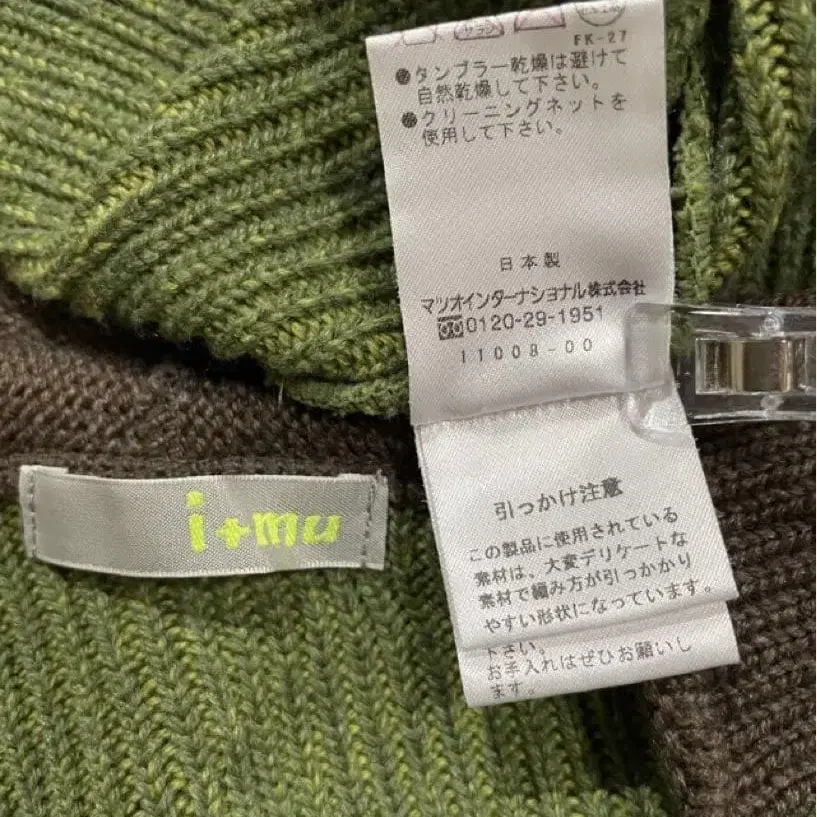 FK-27
●タンブラー乾燥は避けて
自然乾燥して下さい。
●クリーニングネットを
使用して下さい。
日本製
マツオインターナショナル株式会社
0120-29-1951
11008-00
引っかけ注意
この製品に使用されている
素材は、大変デリケートな
素材で編み方が引っかかり
やすい形状になっています。
下さい。
お手入れはぜひお願いし
ます。
i+mu